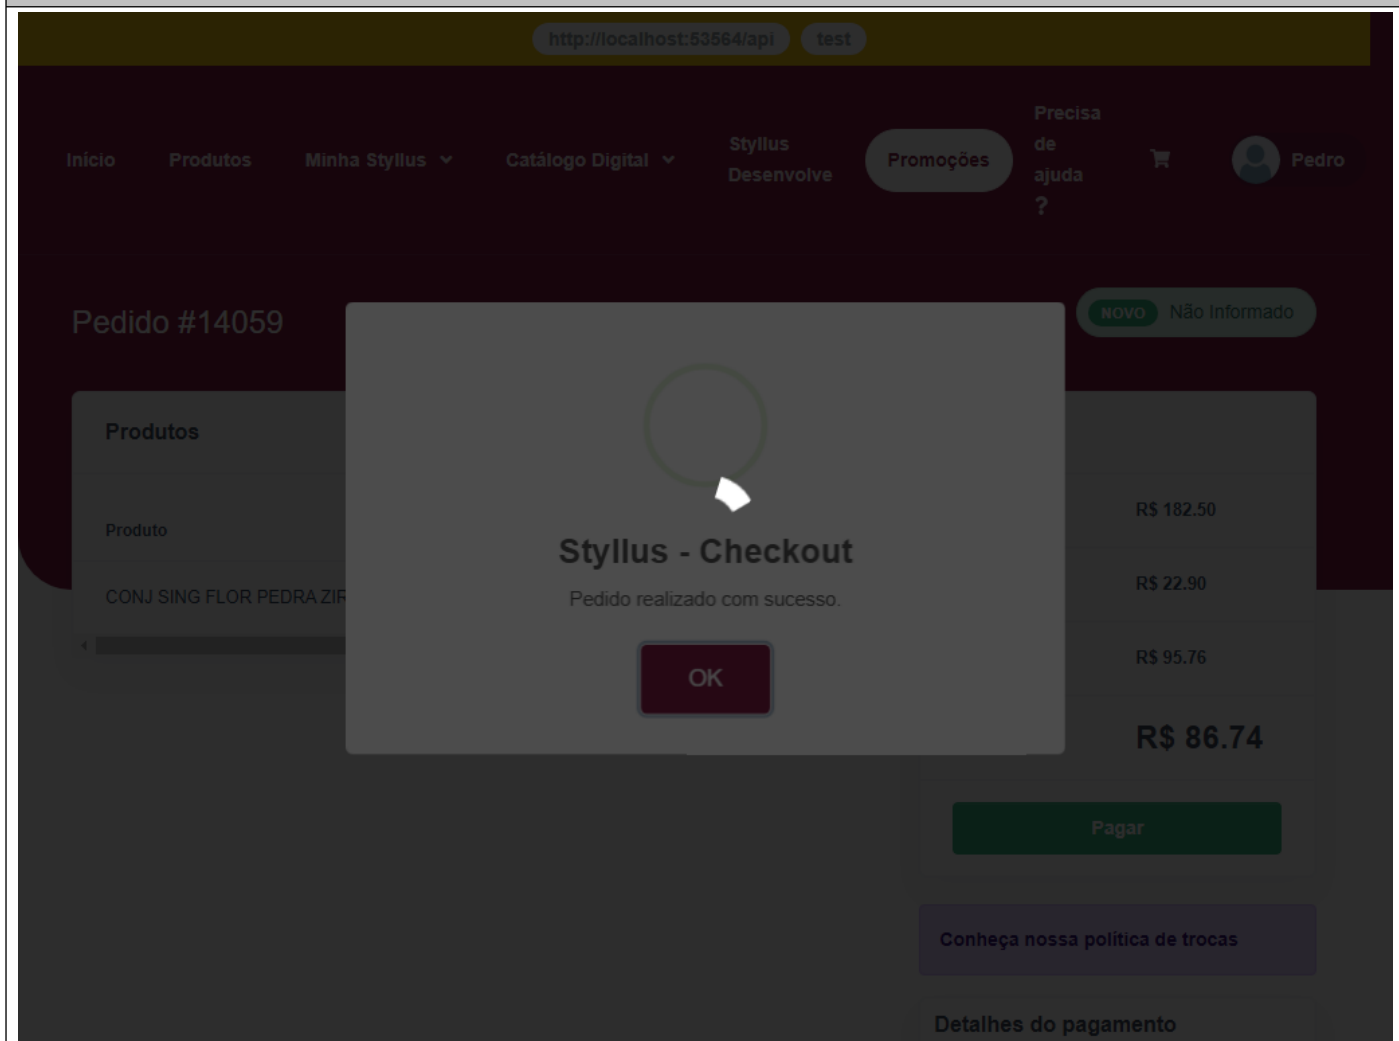 http://localhost:53564/api test
Início Produtos Minha Styllus Catálogo Digital Styllus Desenvolve Promoções Precisa de ajuda ? Pedro
Pedido #14059
NOVO Não Informado
Produtos
Produto
CONJ SING FLOR PEDRA ZIR
Styllus - Checkout
Pedido realizado com sucesso.
OK
R$ 182.50
R$ 22.90
R$ 95.76
R$ 86.74
Pagar
Conheça nossa política de trocas
Detalhes do pagamento